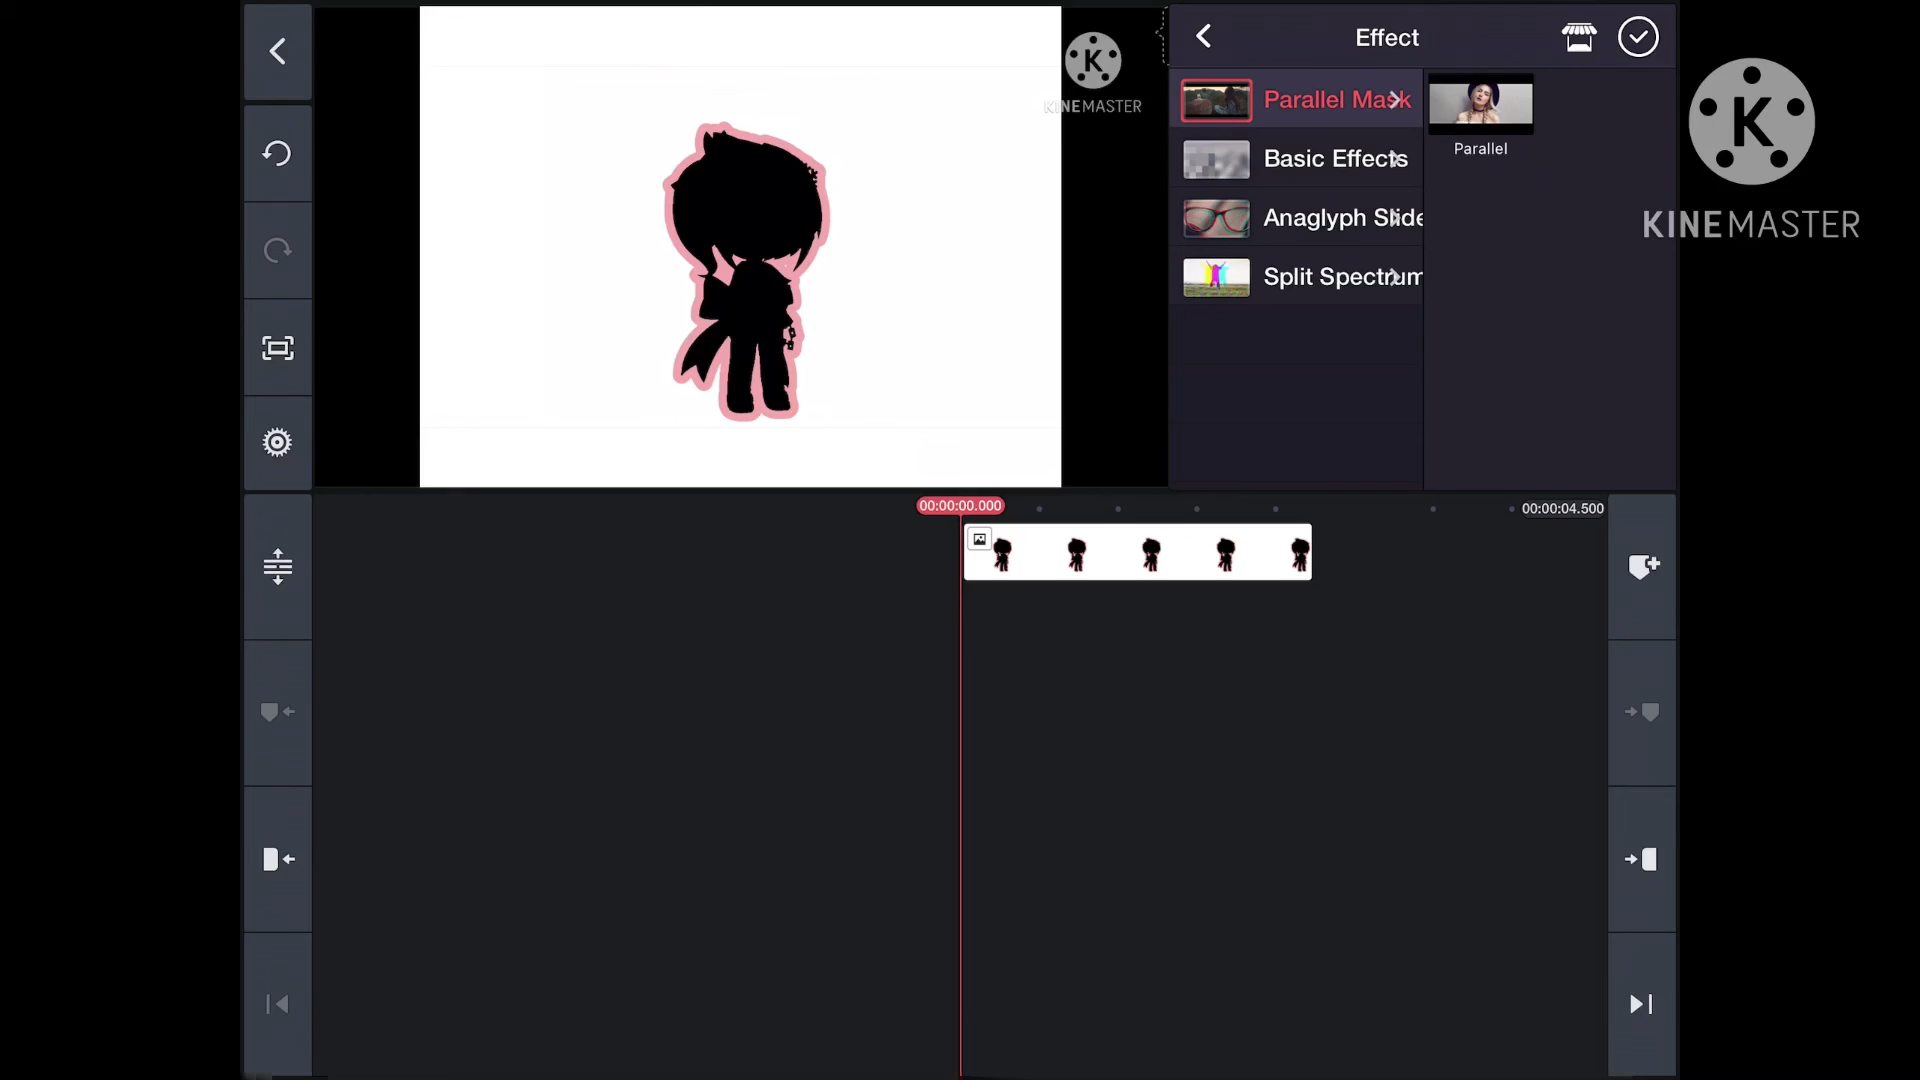 Effect
K
KINEMASTER
Parallel Mask
Parallel
Basic Effects
Anaglyph Slide
Split Spectrum
K
KINEMASTER
00:00:00.000
00:00:04.500